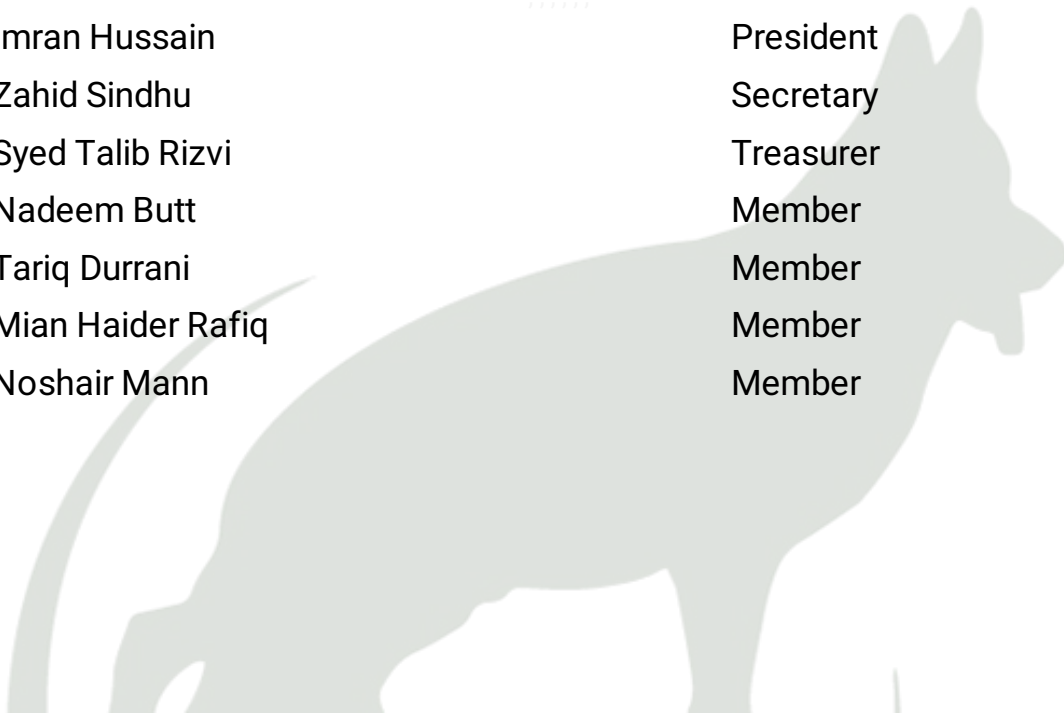 Imran Hussain President
Zahid Sindhu Secretary
Syed Talib Rizvi Treasurer
Nadeem Butt Member
Tariq Durrani Member
Mian Haider Rafiq Member
Noshair Mann Member